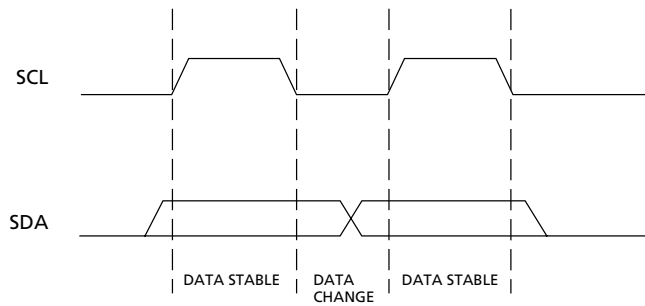 SCL
SDA
DATA STABLE
DATA
CHANGE
DATA STABLE